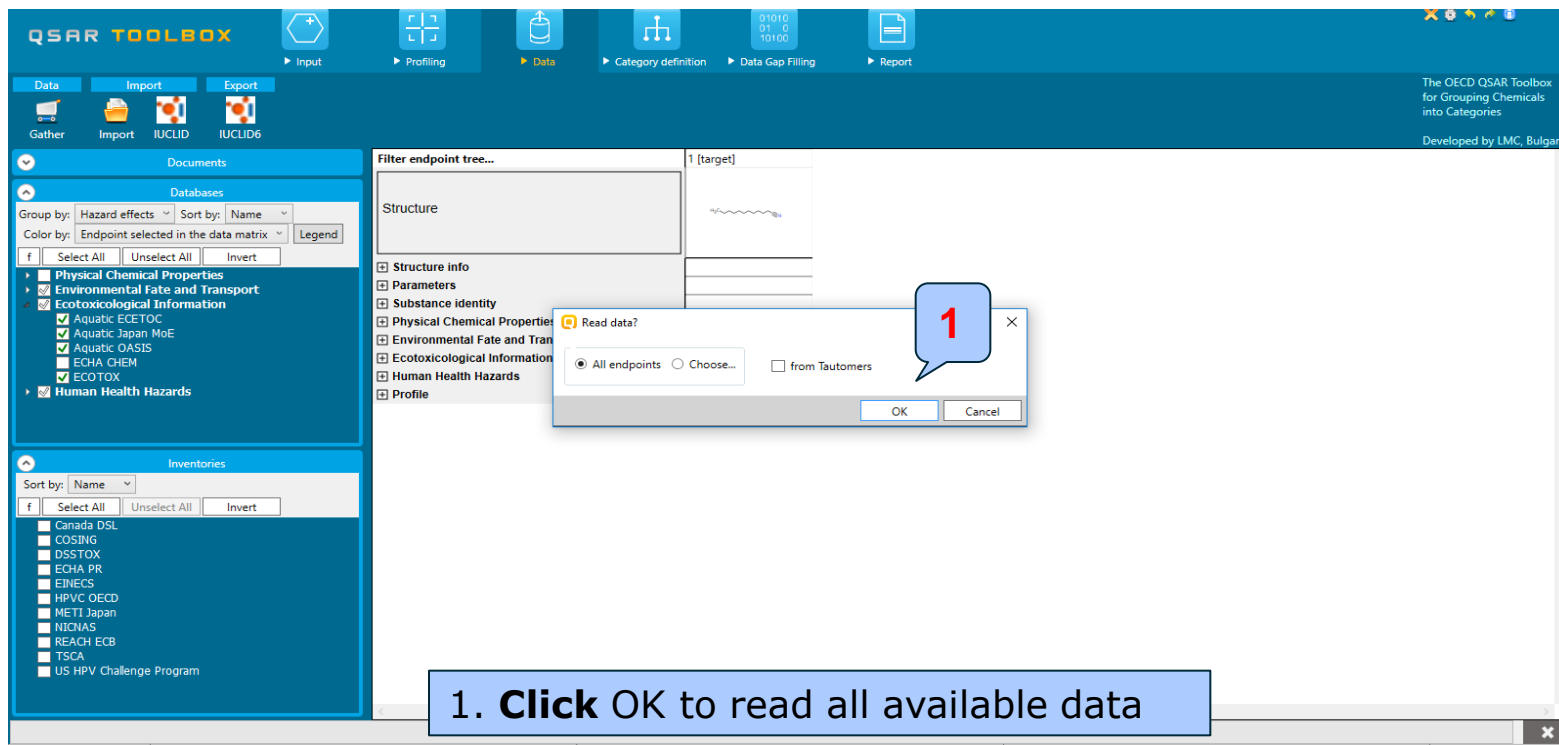 QSAR TOOLBOX
01010
01 0
10100
Input
Profiling
Data
Category definition
Data Gap Filling
Report
Data
Import
Export
Gather
Import
IUCLID
IUCLID6
The OECD QSAR Toolbox
for Grouping Chemicals
into Categories
Developed by LMC, Bulgar
Documents
Databases
Group by: Hazard effects Sort by: Name
Color by: Endpoint selected in the data matrix Legend
f Select All Unselect All Invert
Physical Chemical Properties
Environmental Fate and Transport
Ecotoxicological Information
Aquatic ECETOC
Aquatic Japan MoE
Aquatic OASIS
ECHA CHEM
ECOTOX
Human Health Hazards
Inventories
Sort by: Name
f Select All Unselect All Invert
Canada DSL
COSING
DSSTOX
ECHA PR
EINECS
HPVC OECD
METI Japan
NICNAS
REACH ECB
TSCA
US HPV Challenge Program
Filter endpoint tree...
1 [target]
Structure
Structure info
Parameters
Substance identity
Physical Chemical Properties
Environmental Fate and Tran
Ecotoxicological Information
Human Health Hazards
Profile
Read data?
All endpoints Choose... from Tautomers
OK Cancel
1
1. Click OK to read all available data